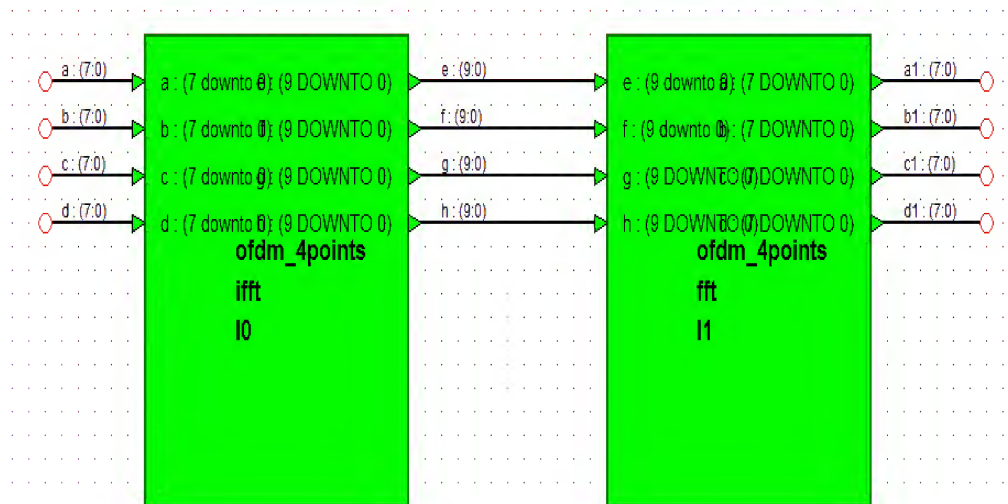 a : (7:0)
a : (7 downto 0)
e : (9 DOWNTO 0)
e : (9:0)
e : (9 downto 0)
a : (7 DOWNTO 0)
a1 : (7:0)
b : (7:0)
b : (7 downto 0)
f : (9 DOWNTO 0)
f : (9:0)
f : (9 downto 0)
b : (7 DOWNTO 0)
b1 : (7:0)
c : (7:0)
c : (7 downto 0)
g : (9 DOWNTO 0)
g : (9:0)
g : (9 DOWNTO 0)
c : (7 DOWNTO 0)
c1 : (7:0)
d : (7:0)
d : (7 downto 0)
h : (9 DOWNTO 0)
h : (9:0)
h : (9 DOWNTO 0)
d : (7 DOWNTO 0)
d1 : (7:0)
ofdm_4points
ifft
I0
ofdm_4points
fft
I1